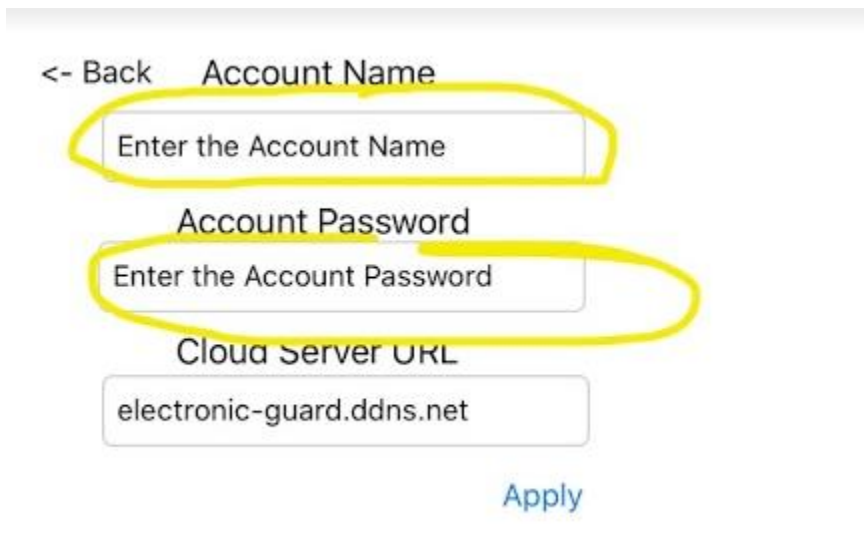 <- Back Account Name
Enter the Account Name
Account Password
Enter the Account Password
Cloud Server URL
electronic-guard.ddns.net
Apply